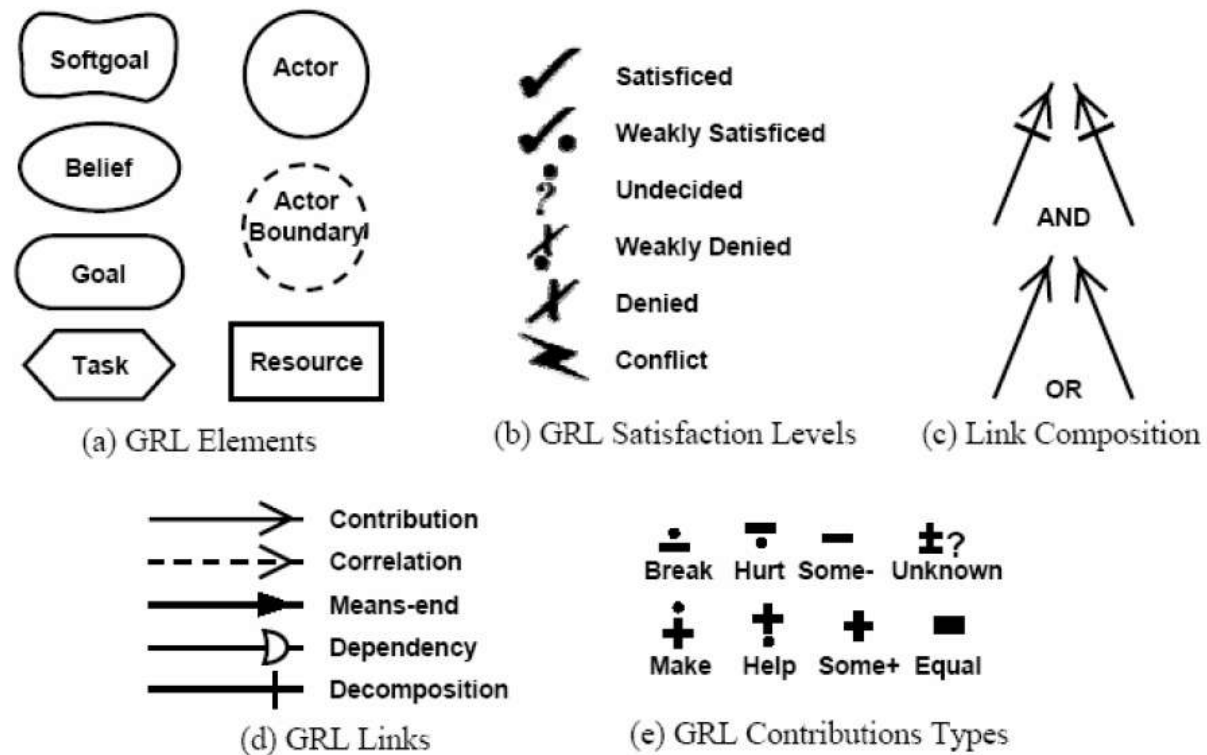 Softgoal
Actor
Belief
Actor
Boundary
Goal
Task
Resource
(a) GRL Elements
Satisficed
Weakly Satisficed
?
Undecided
Weakly Denied
Denied
Conflict
(b) GRL Satisfaction Levels
AND
OR
(c) Link Composition
Contribution
Correlation
Means-end
Dependency
Decomposition
(d) GRL Links
?
Break Hurt Some- Unknown
Make Help Some+ Equal
(e) GRL Contributions Types